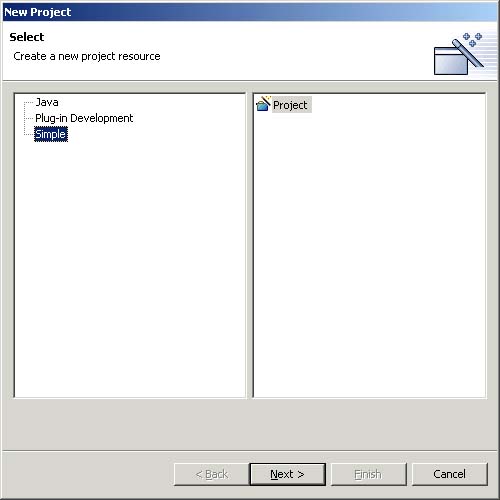 New Project
Select
Create a new project resource
Java
Plug-in Development
Simple
Project
< Back
Next >
Finish
Cancel